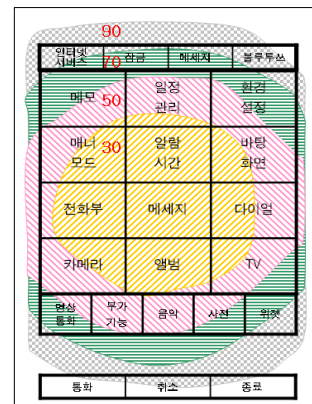 90
인터넷 잠금 메세지 블루투쓰
서비스
70
메모 일정 환경
50
관리 설정
매너 알람 바탕
30
모드 시간 화면
전화부 메세지 다이얼
카메라 앨범 TV
영상 부가 음악 사전 위젯
통화 기능
통화 취소 종료